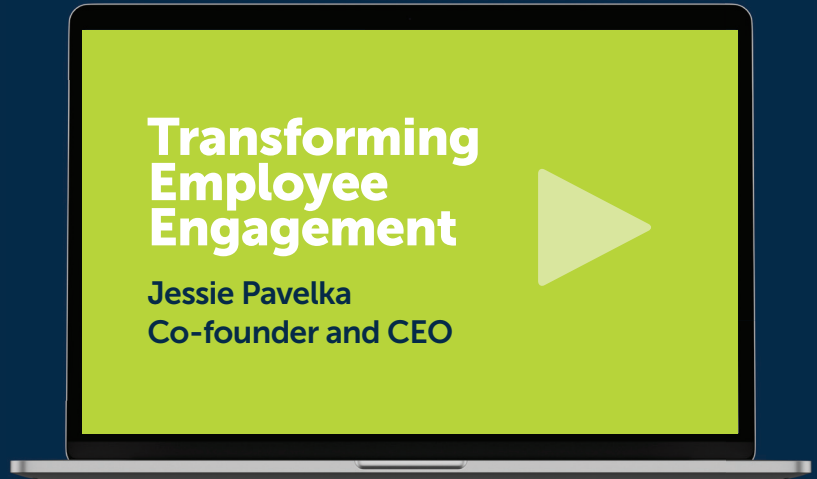 Transforming
Employee
Engagement
Jessie Pavelka
Co-founder and CEO